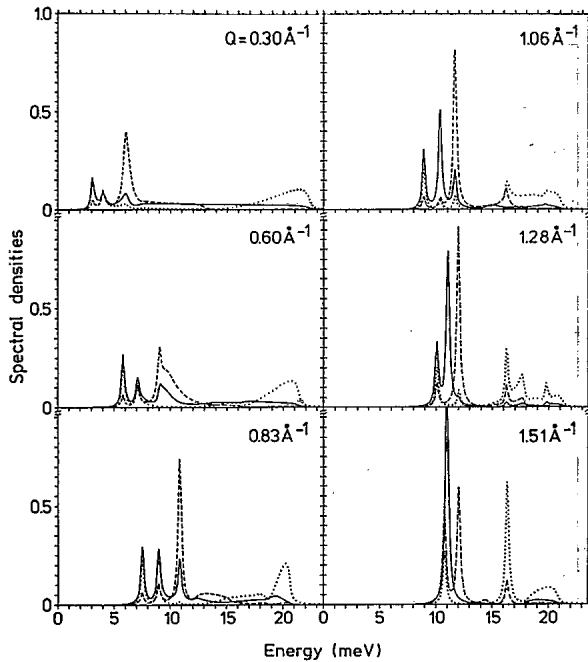 1.0
Q=0.30Å⁻¹
1.06Å⁻¹
0.5
0
0.60Å⁻¹
1.28Å⁻¹
0.5
0
0.83Å⁻¹
1.51Å⁻¹
0.5
0
0 5 10 15 20 0 5 10 15 20
Spectral densities
Energy (meV)